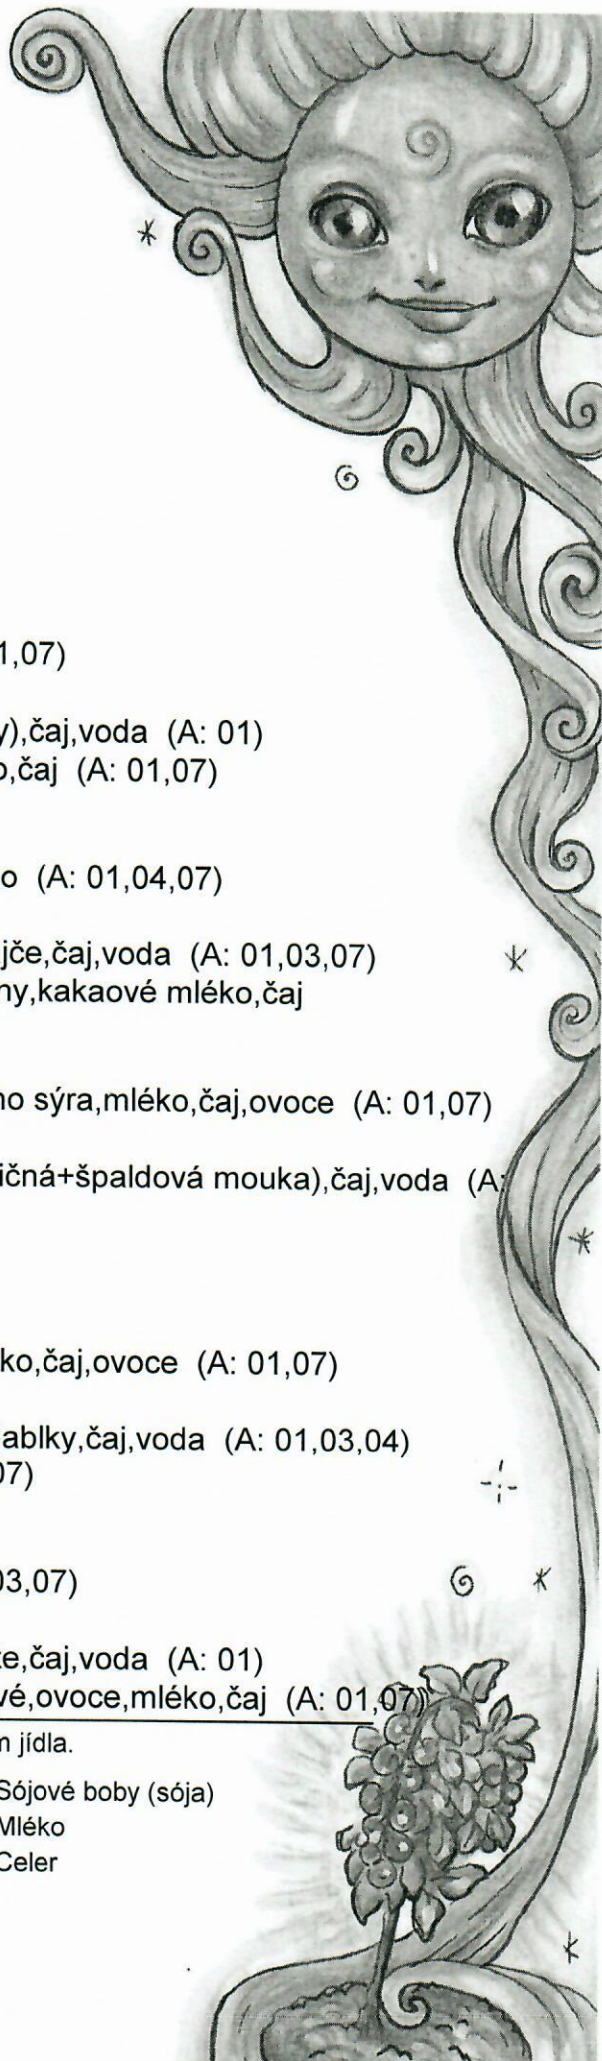 1,07)
y),čaj,voda (A: 01)
o,čaj (A: 01,07)
o (A: 01,04,07)
jče,čaj,voda (A: 01,03,07)
ny,kakaové mléko,čaj
ho sýra,mléko,čaj,ovoce (A: 01,07)
ičná+špaldová mouka),čaj,voda (A:
ko,čaj,ovoce (A: 01,07)
ablky,čaj,voda (A: 01,03,04)
07)
03,07)
te,čaj,voda (A: 01)
vé,ovoce,mléko,čaj (A: 01,07)
m jídla.
Sójové boby (sója)
Mléko
Celer